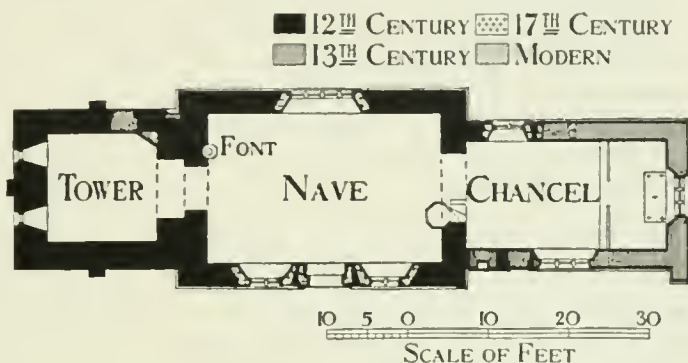 12TH CENTURY 17TH CENTURY
13TH CENTURY MODERN
FONT
TOWER NAVE CHANCEL
10 5 0 10 20 30
SCALE OF FEET